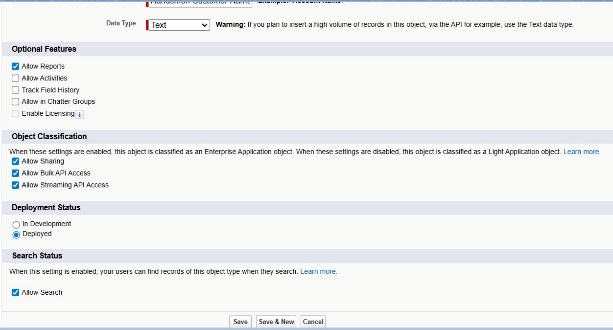 Data Type Text Warning: If you plan to insert a high volume of records in this object, via the API for example, use the Text data type.
Optional Features
Allow Reports
Allow Activities
Track Field History
Allow in Chatter Groups
Enable Licensing i
Object Classification
When these settings are enabled, this object is classified as an Enterprise Application object. When these settings are disabled, this object is classified as a Light Application object. Learn more
Allow Sharing
Allow Bulk API Access
Allow Streaming API Access
Deployment Status
In Development
Deployed
Search Status
When this setting is enabled, your users can find records of this object type when they search. Learn more.
Allow Search
Save Save & New Cancel